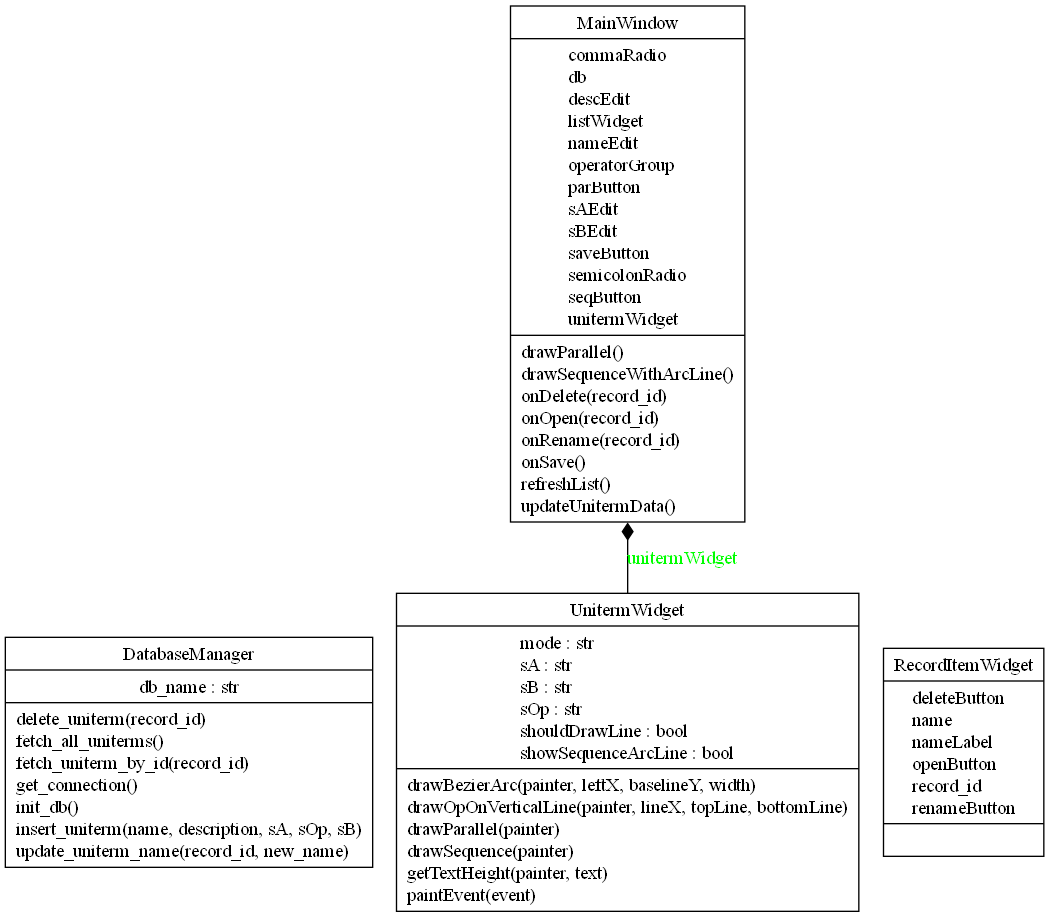 MainWindow
commaRadio
db
descEdit
listWidget
nameEdit
operatorGroup
parButton
sAEdit
sBEdit
saveButton
semicolonRadio
seqButton
unitermWidget
drawParallel()
drawSequenceWithArcLine()
onDelete(record_id)
onOpen(record_id)
onRename(record_id)
onSave()
refreshList()
updateUnitermData()
unitermWidget
DatabaseManager
db_name : str
delete_uniterm(record_id)
fetch_all_uniterms()
fetch_uniterm_by_id(record_id)
get_connection()
init_db()
insert_uniterm(name, description, sA, sOp, sB)
update_uniterm_name(record_id, new_name)
UnitermWidget
mode : str
sA : str
sB : str
sOp : str
shouldDrawLine : bool
showSequenceArcLine : bool
drawBezierArc(painter, leftX, baselineY, width)
drawOpOnVerticalLine(painter, lineX, topLine, bottomLine)
drawParallel(painter)
drawSequence(painter)
getTextHeight(painter, text)
paintEvent(event)
RecordItemWidget
deleteButton
name
nameLabel
openButton
record_id
renameButton